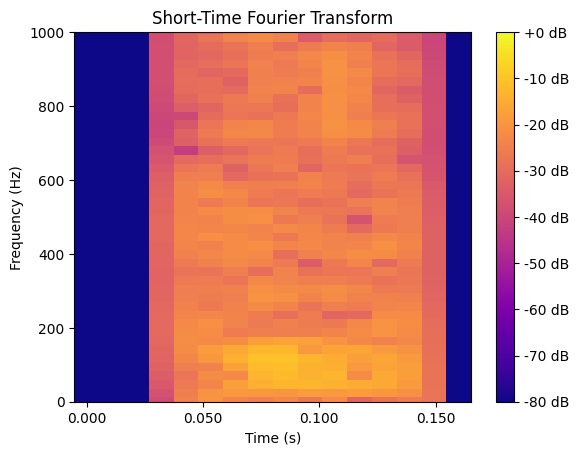 Short-Time Fourier Transform
1000
800
600
400
200
0
Frequency (Hz)
0.000
0.050
0.100
0.150
Time (s)
+0 dB
-10 dB
-20 dB
-30 dB
-40 dB
-50 dB
-60 dB
-70 dB
-80 dB